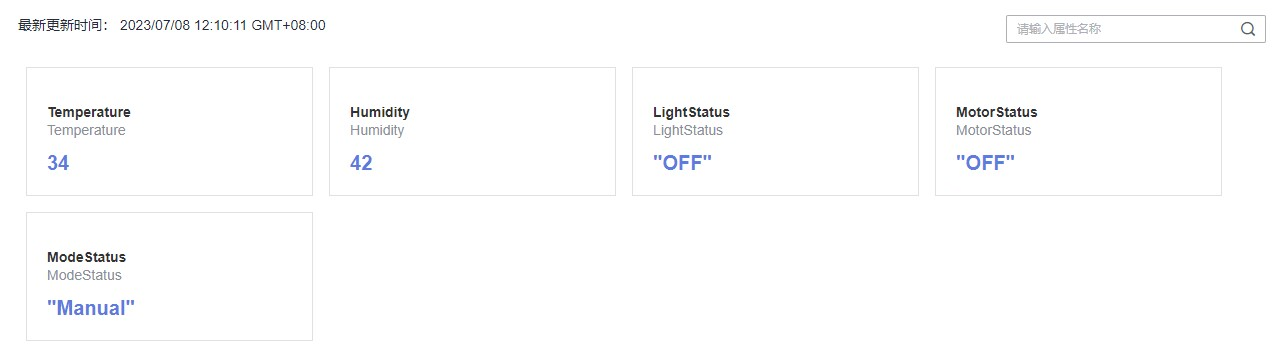 最新更新时间： 2023/07/08 12:10:11 GMT+08:00
请输入属性名称
Temperature
Temperature
34
Humidity
Humidity
42
LightStatus
LightStatus
"OFF"
MotorStatus
MotorStatus
"OFF"
ModeStatus
ModeStatus
"Manual"